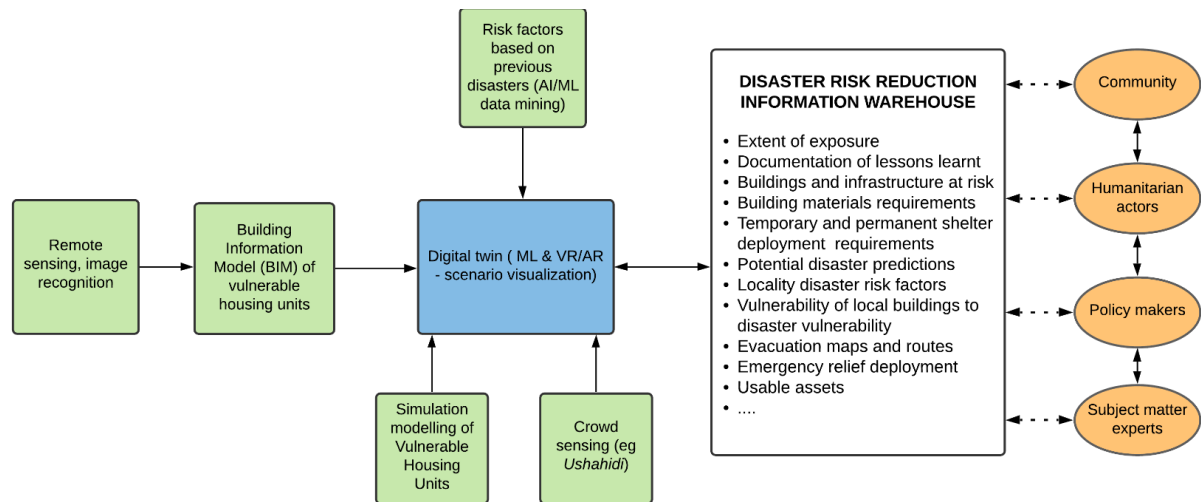 Risk factors
based on
previous
disasters (AI/ML
data mining)
Remote
sensing, image
recognition
Building
Information
Model (BIM) of
vulnerable
housing units
Digital twin ( ML & VR/AR
- scenario visualization)
Simulation
modelling of
Vulnerable
Housing
Units
Crowd
sensing (eg
Ushahidi)
DISASTER RISK REDUCTION
INFORMATION WAREHOUSE
• Extent of exposure
• Documentation of lessons learnt
• Buildings and infrastructure at risk
• Building materials requirements
• Temporary and permanent shelter
deployment requirements
• Potential disaster predictions
• Locality disaster risk factors
• Vulnerability of local buildings to
disaster vulnerability
• Evacuation maps and routes
• Emergency relief deployment
• Usable assets
• ....
Community
Humanitarian
actors
Policy makers
Subject matter
experts